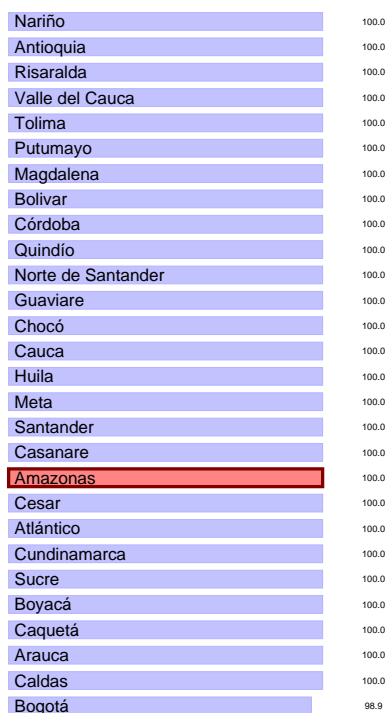 Nariño 100.0
Antioquia 100.0
Risaralda 100.0
Valle del Cauca 100.0
Tolima 100.0
Putumayo 100.0
Magdalena 100.0
Bolivar 100.0
Córdoba 100.0
Quindío 100.0
Norte de Santander 100.0
Guaviare 100.0
Chocó 100.0
Cauca 100.0
Huila 100.0
Meta 100.0
Santander 100.0
Casanare 100.0
Amazonas 100.0
Cesar 100.0
Atlántico 100.0
Cundinamarca 100.0
Sucre 100.0
Boyacá 100.0
Caquetá 100.0
Arauca 100.0
Caldas 100.0
Bogotá 98.9